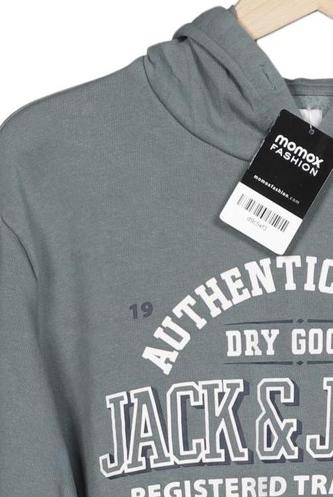 momox
FASHION
momoxfashion.com
19
AUTHENTIC
DRY GOO
JACK & J
REGISTERED TRA